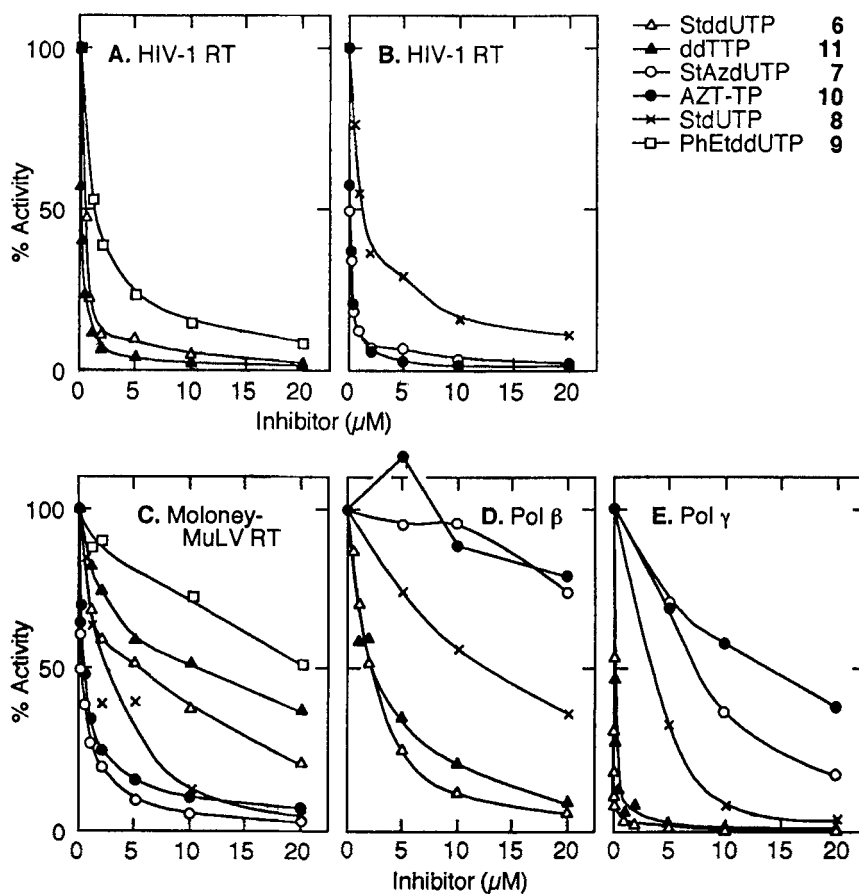 StddUTP 6
ddTTP 11
StAzdUTP 7
AZT-TP 10
StdUTP 8
PhEtddUTP 9
A. HIV-1 RT
B. HIV-1 RT
100
50
0
% Activity
0 5 10 15 20
0 5 10 15 20
Inhibitor (µM)
C. Moloney-
MuLV RT
D. Pol β
E. Pol γ
100
50
0
% Activity
0 5 10 15 20
0 5 10 15 20
0 5 10 15 20
Inhibitor (µM)